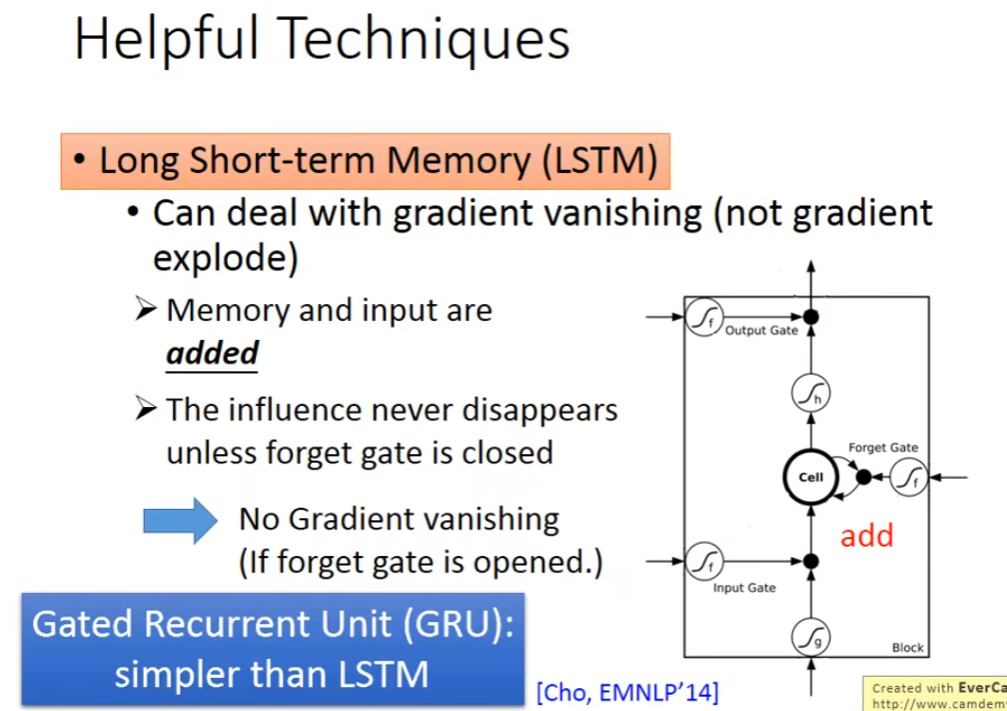 Helpful Techniques
• Long Short-term Memory (LSTM)
• Can deal with gradient vanishing (not gradient
explode)
➢ Memory and input are
added
➢ The influence never disappears
unless forget gate is closed
No Gradient vanishing
(If forget gate is opened.)
Gated Recurrent Unit (GRU):
simpler than LSTM
[Cho, EMNLP’14]
f
Output Gate
h
Forget Gate
Cell
f
add
f
Input Gate
g
Block
Created with EverCa
http://www.camdem